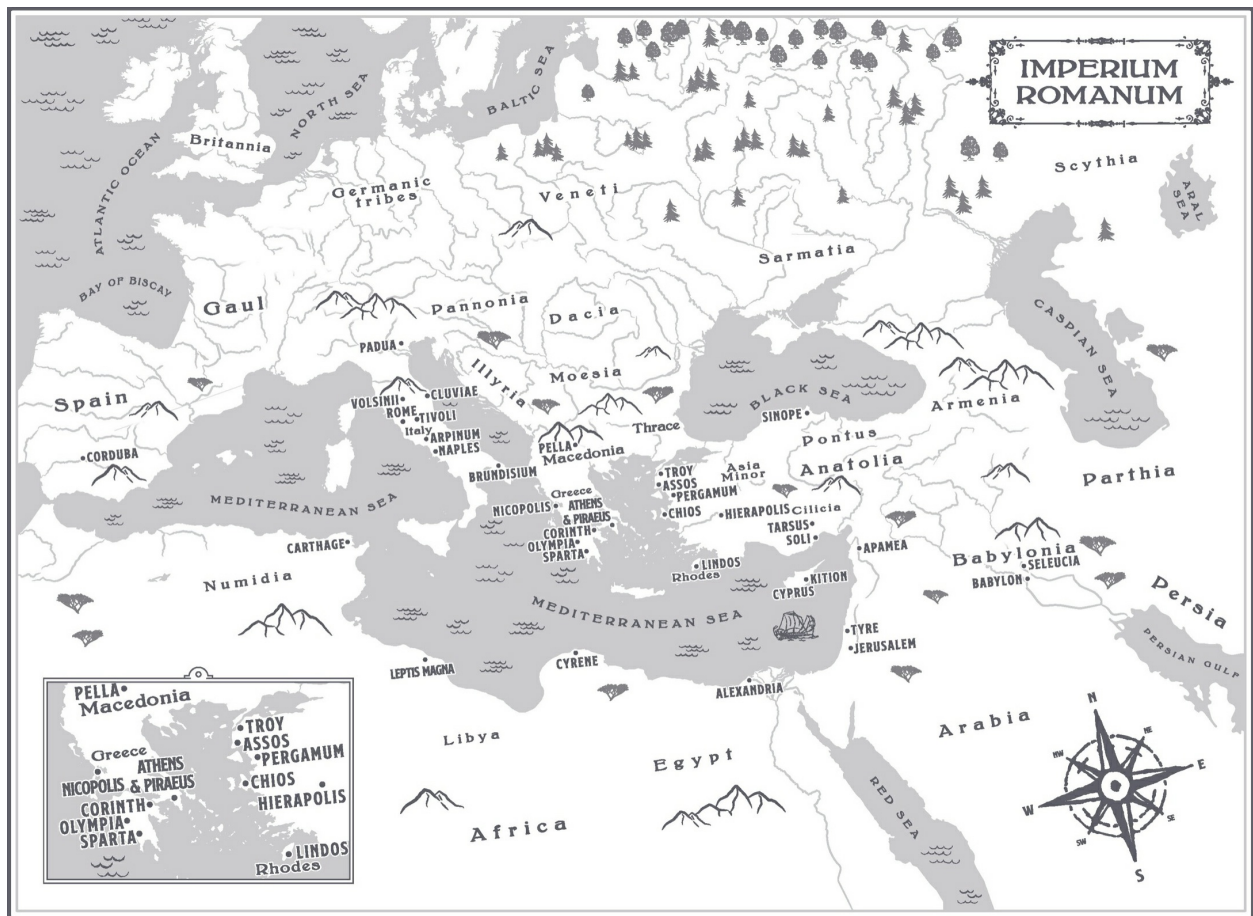 IMPERIUM
ROMANUM
NORTH SEA
BALTIC SEA
Britannia
ATLANTIC OCEAN
Germanic
tribes
Veneti
Scythia
ARAL
SEA
Sarmatia
BAY OF BISCAY
Gaul
Pannonia
Dacia
CASPIAN SEA
PADUA
Illyria
Moesia
BLACK SEA
SINOPE
Armenia
Spain
VOLSINII
CLUVIAE
ROME
TIVOLI
Italy
ARPINUM
NAPLES
Thrace
Pontus
PELLA
Macedonia
CORDUBA
BRUNDISIUM
TROY
ASSOS
PERGAMUM
Asia
Minor
Anatolia
Parthia
MEDITERRANEAN SEA
Greece
NICOPOLIS
ATHENS
& PIRAEUS
CHIOS
HIERAPOLIS
Cilicia
CORINTH
TARSUS
OLYMPIA
SOLI
SPARTA
CARTHAGE
APAMEA
Babylonia
SELEUCIA
BABYLON
LINDOS
Rhodes
KITION
CYPRUS
Numidia
Persia
MEDITERRANEAN SEA
TYRE
JERUSALEM
PERSIAN GULF
LEPTIS MAGNA
CYRENE
ALEXANDRIA
Libya
Egypt
Arabia
Africa
RED SEA
PELLA
Macedonia
TROY
ASSOS
Greece
ATHENS
PERGAMUM
NICOPOLIS
& PIRAEUS
CHIOS
CORINTH
HIERAPOLIS
OLYMPIA
SPARTA
LINDOS
Rhodes
N
NW
NE
W
E
SW
SE
S